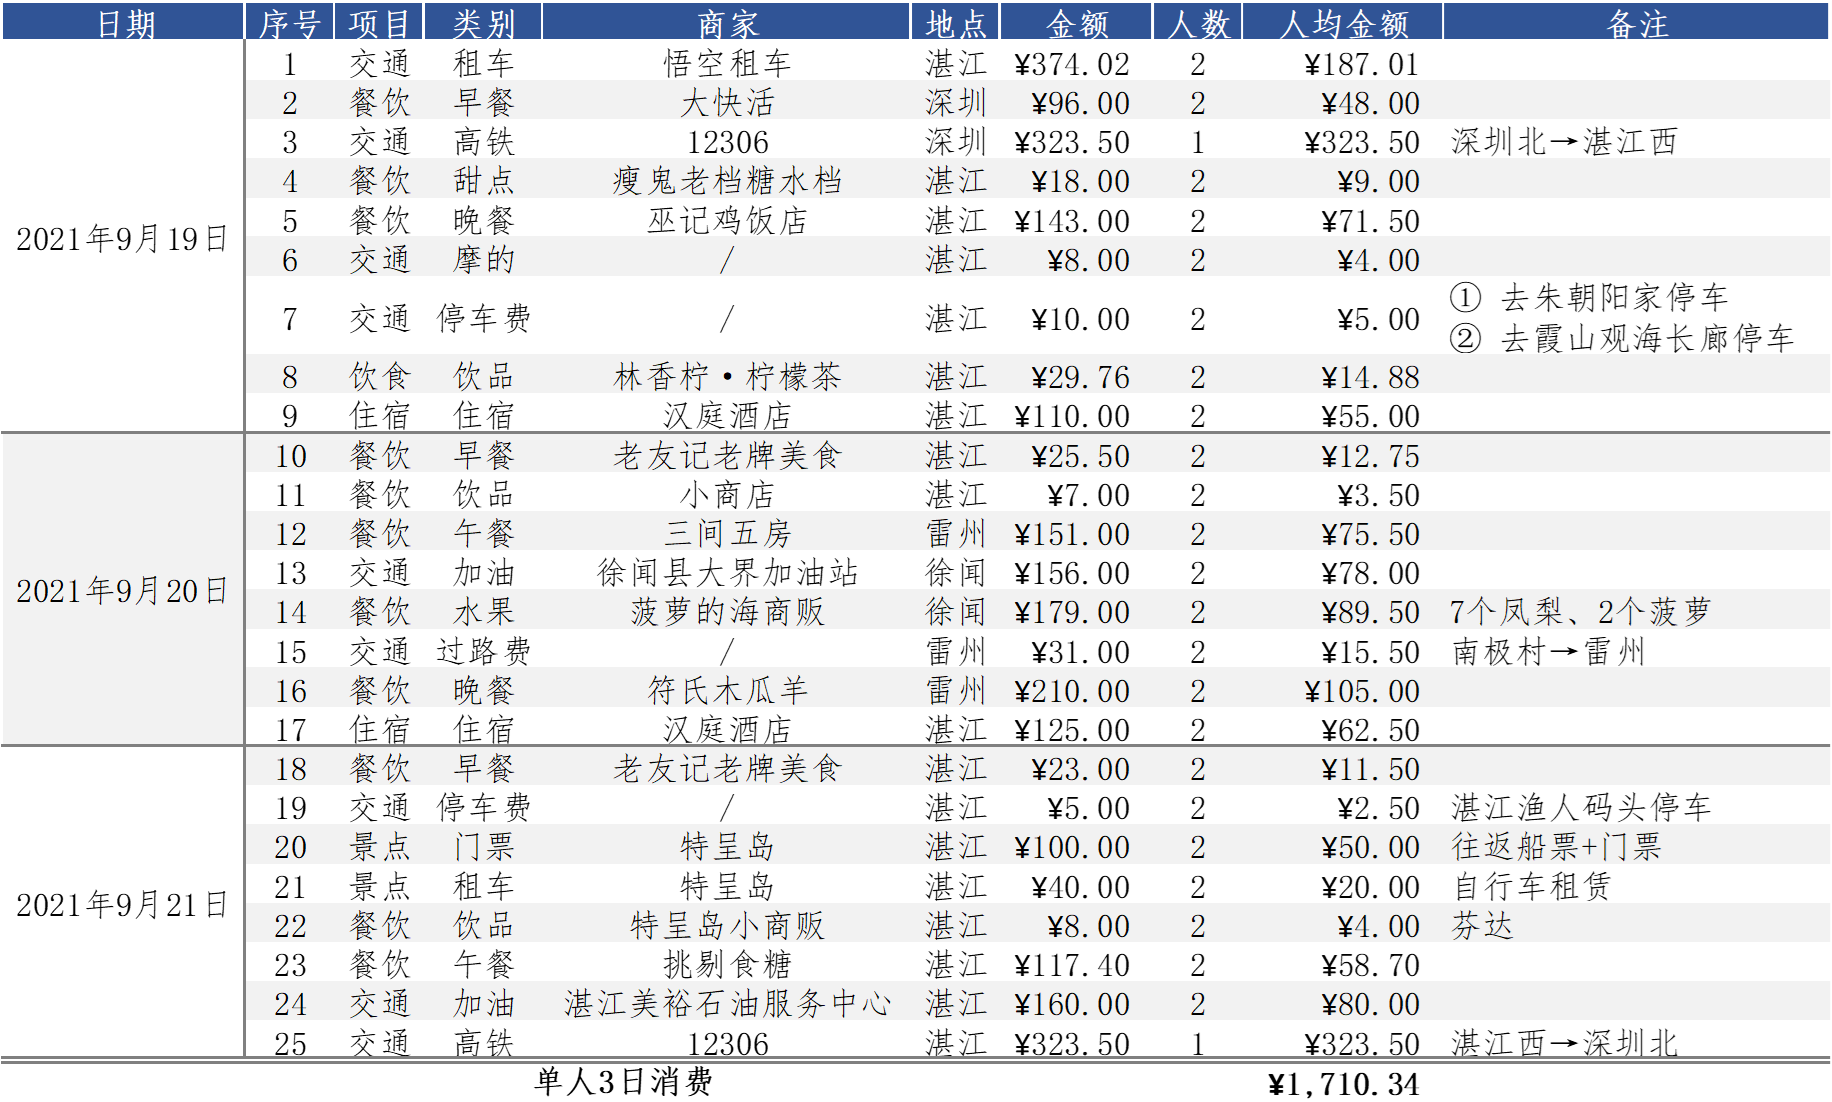 日期 序号 项目 类别 商家 地点 金额 人数 人均金额 备注
2021年9月19日
1 交通 租车 悟空租车 湛江 ¥374.02 2 ¥187.01
2 餐饮 早餐 大快活 深圳 ¥96.00 2 ¥48.00
3 交通 高铁 12306 深圳 ¥323.50 1 ¥323.50 深圳北→湛江西
4 餐饮 甜点 瘦鬼老档糖水档 湛江 ¥18.00 2 ¥9.00
5 餐饮 晚餐 巫记鸡饭店 湛江 ¥143.00 2 ¥71.50
6 交通 摩的 / 湛江 ¥8.00 2 ¥4.00
7 交通 停车费 / 湛江 ¥10.00 2 ¥5.00 ① 去朱朝阳家停车
② 去霞山观海长廊停车
8 饮食 饮品 林香柠·柠檬茶 湛江 ¥29.76 2 ¥14.88
9 住宿 住宿 汉庭酒店 湛江 ¥110.00 2 ¥55.00
2021年9月20日
10 餐饮 早餐 老友记老牌美食 湛江 ¥25.50 2 ¥12.75
11 餐饮 饮品 小商店 湛江 ¥7.00 2 ¥3.50
12 餐饮 午餐 三间五房 雷州 ¥151.00 2 ¥75.50
13 交通 加油 徐闻县大界加油站 徐闻 ¥156.00 2 ¥78.00
14 餐饮 水果 菠萝的海商贩 徐闻 ¥179.00 2 ¥89.50 7个凤梨、2个菠萝
15 交通 过路费 / 雷州 ¥31.00 2 ¥15.50 南极村→雷州
16 餐饮 晚餐 符氏木瓜羊 雷州 ¥210.00 2 ¥105.00
17 住宿 住宿 汉庭酒店 湛江 ¥125.00 2 ¥62.50
2021年9月21日
18 餐饮 早餐 老友记老牌美食 湛江 ¥23.00 2 ¥11.50
19 交通 停车费 / 湛江 ¥5.00 2 ¥2.50 湛江渔人码头停车
20 景点 门票 特呈岛 湛江 ¥100.00 2 ¥50.00 往返船票+门票
21 景点 租车 特呈岛 湛江 ¥40.00 2 ¥20.00 自行车租赁
22 餐饮 饮品 特呈岛小商贩 湛江 ¥8.00 2 ¥4.00 芬达
23 餐饮 午餐 挑剔食糖 湛江 ¥117.40 2 ¥58.70
24 交通 加油 湛江美裕石油服务中心 湛江 ¥160.00 2 ¥80.00
25 交通 高铁 12306 湛江 ¥323.50 1 ¥323.50 湛江西→深圳北
单人3日消费 ¥1,710.34